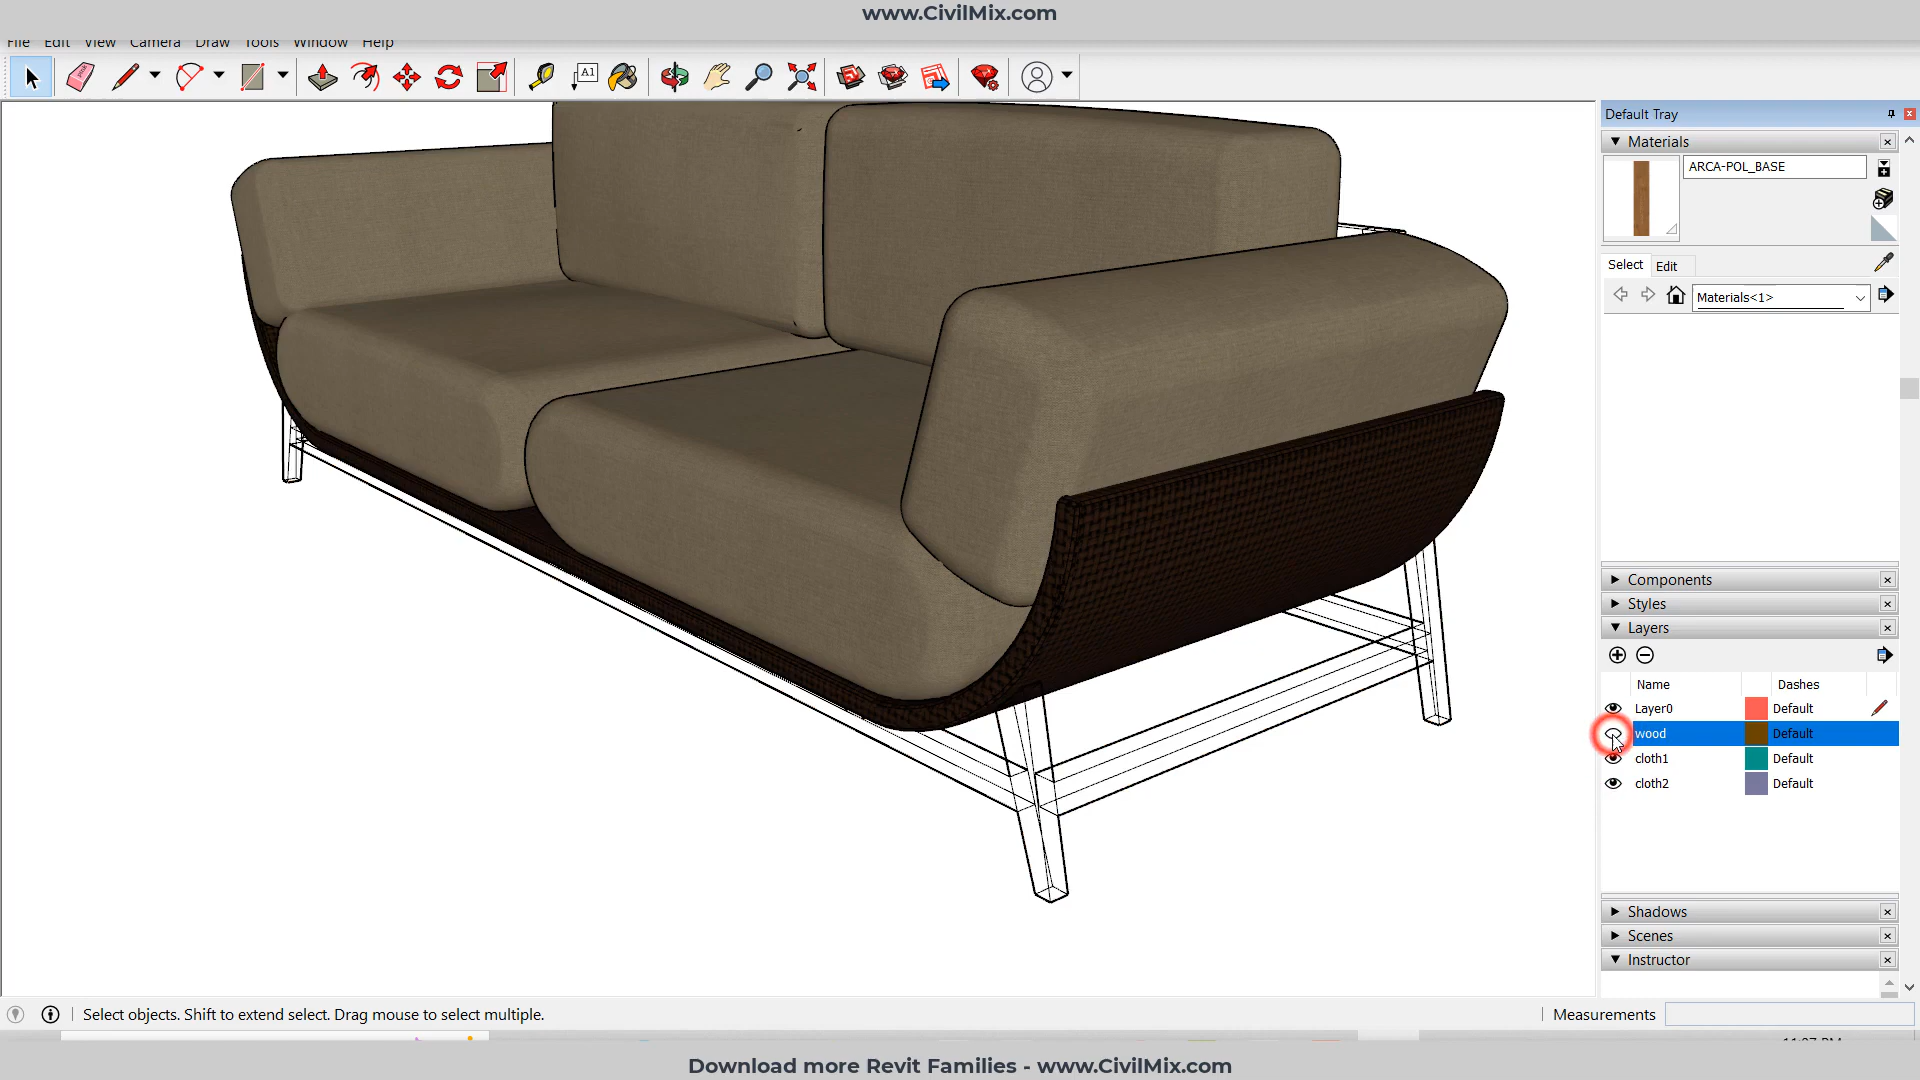 www.CivilMix.com
File Edit View Camera Draw Tools Window Help
A1
Default Tray
Materials
ARCA-POL_BASE
Select Edit
Materials<1>
Components
Styles
Layers
Name Dashes
Layer0 Default
wood Default
cloth1 Default
cloth2 Default
Shadows
Scenes
Instructor
Select objects. Shift to extend select. Drag mouse to select multiple.
Measurements
Download more Revit Families - www.CivilMix.com